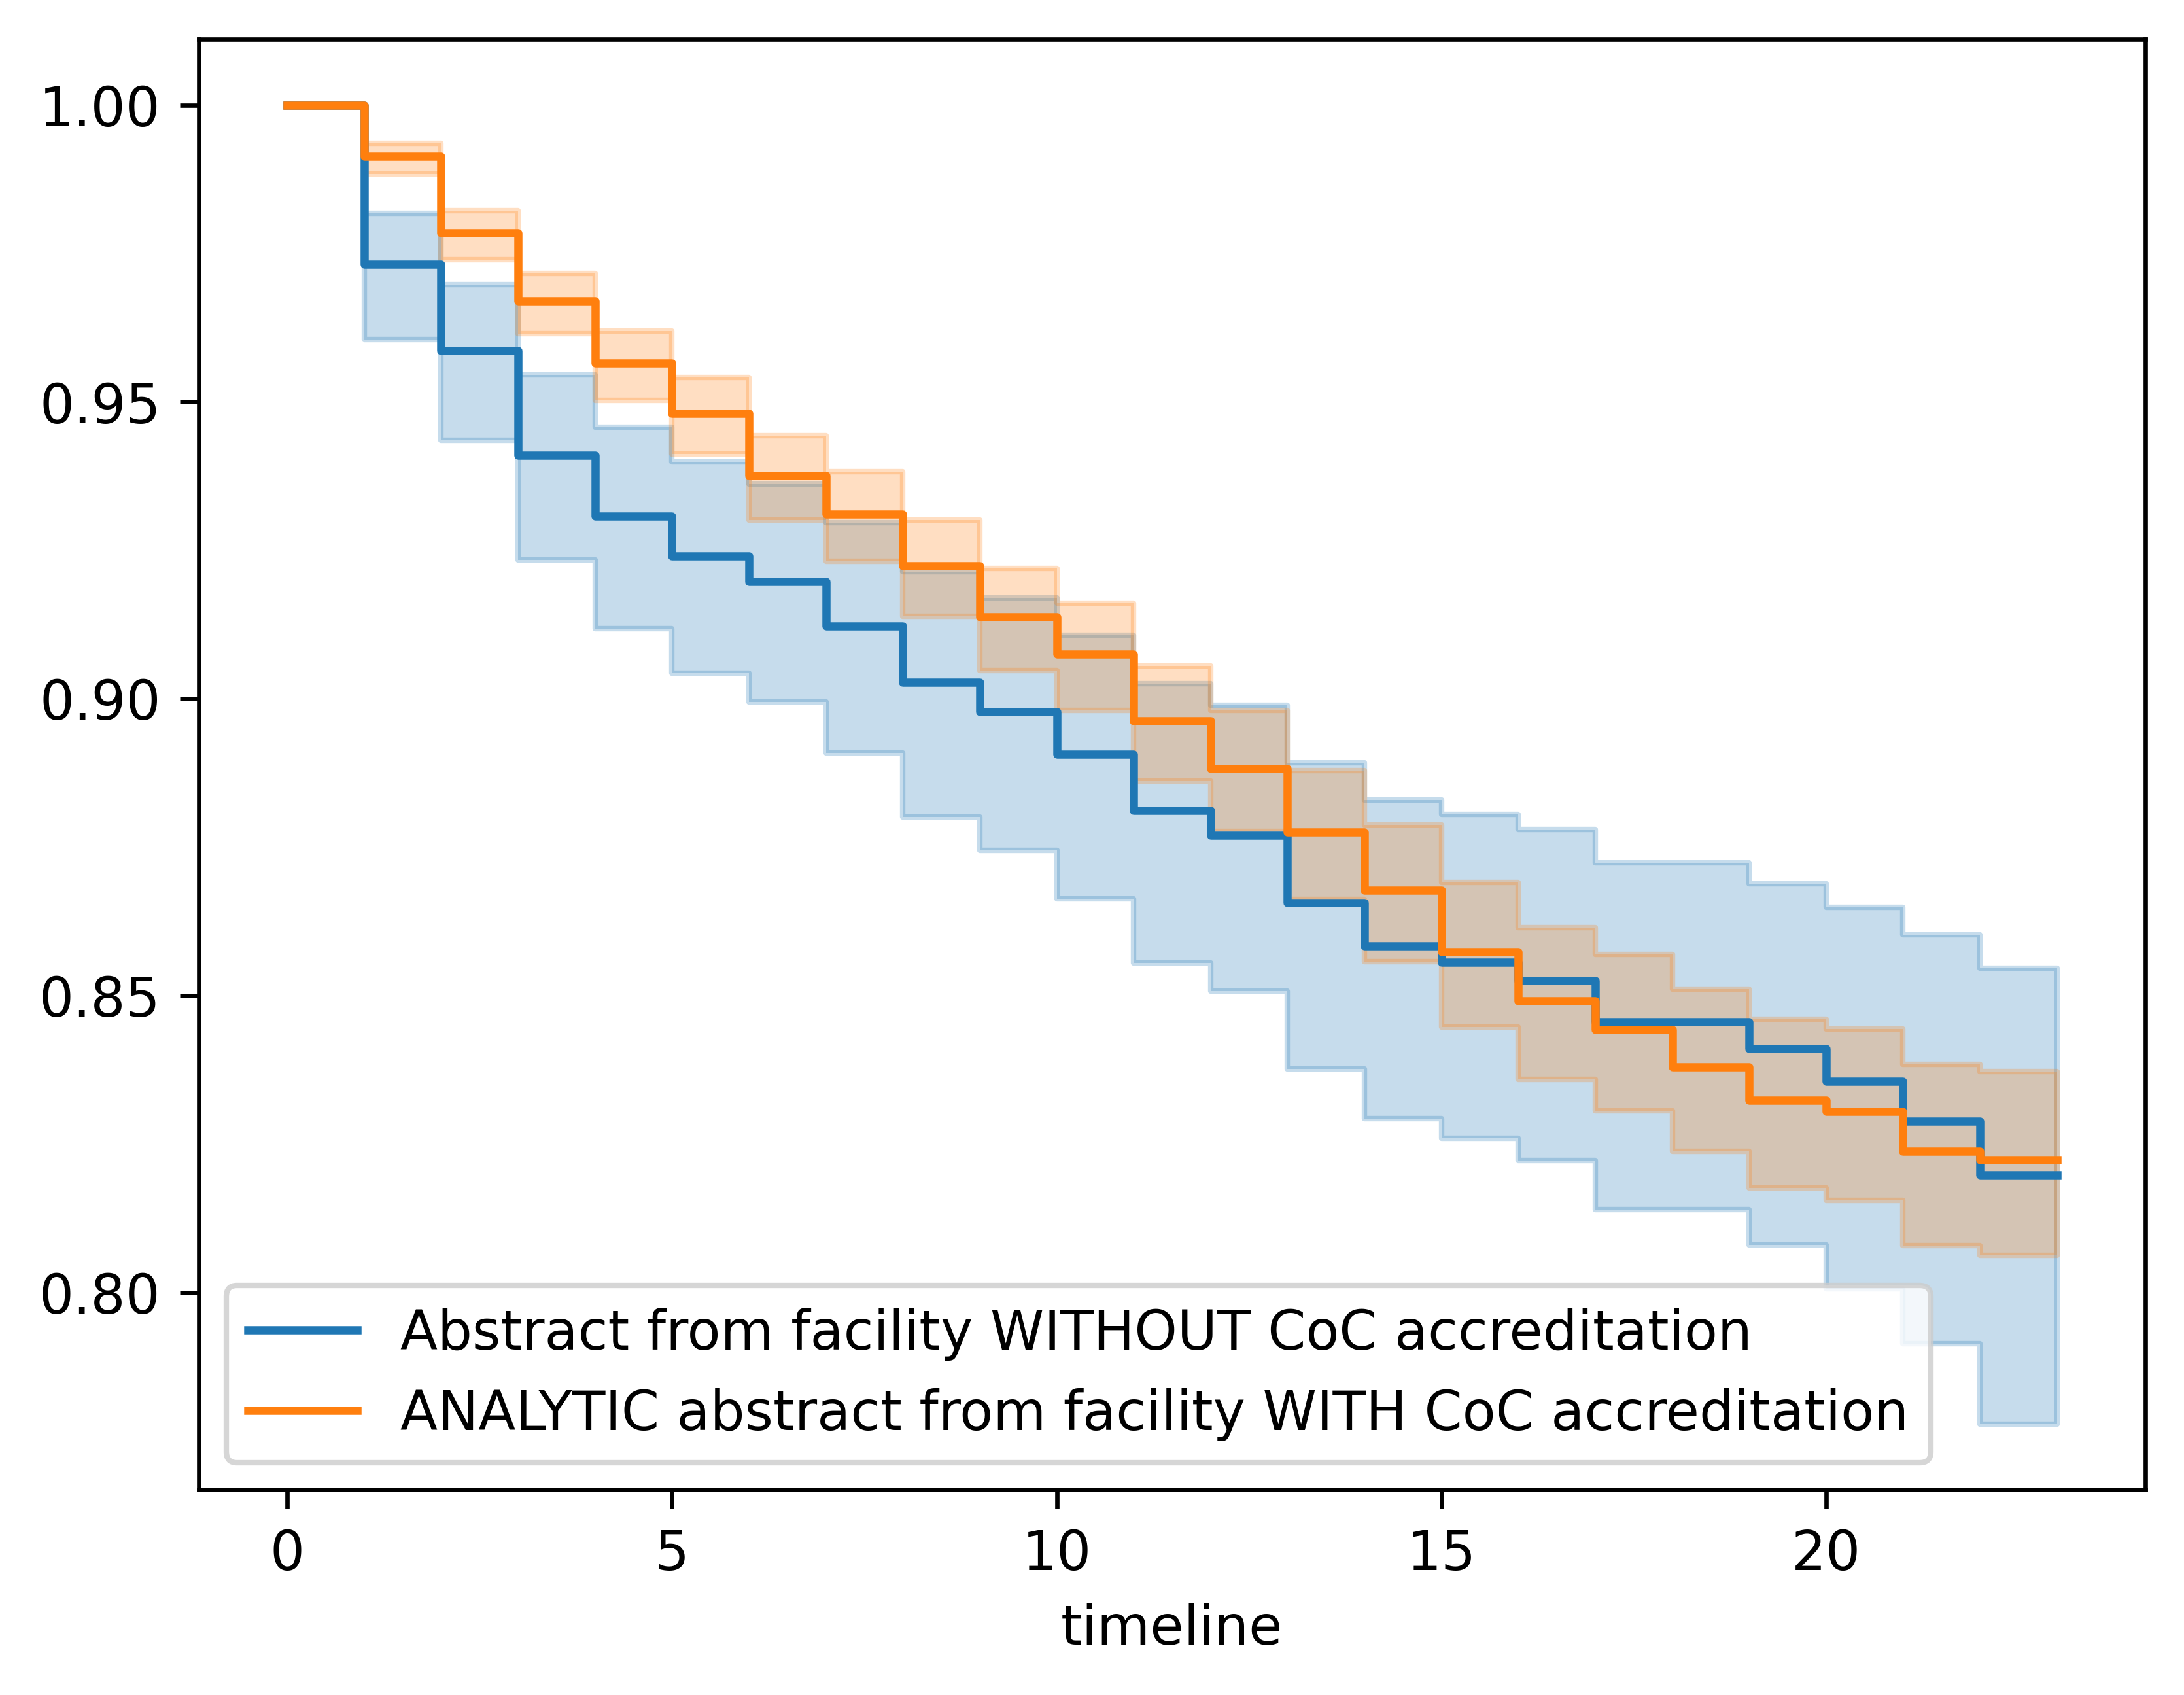 1.00
0.95
0.90
0.85
0.80
Abstract from facility WITHOUT CoC accreditation
ANALYTIC abstract from facility WITH CoC accreditation
0 5 10 15 20
timeline